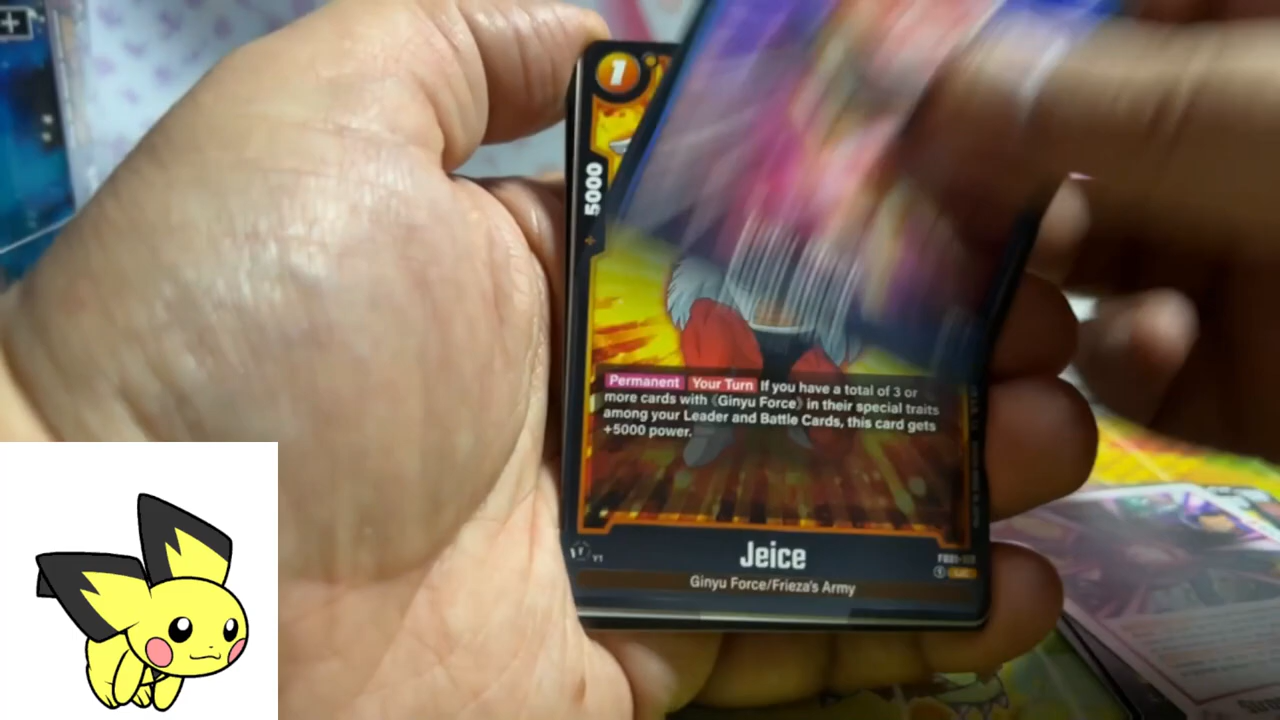 1
5000
Permanent Your Turn If you have a total of 3 or
more cards with《Ginyu Force》in their special traits
among your Leader and Battle Cards, this card gets
+5000 power.
Jeice
Ginyu Force/Frieza's Army